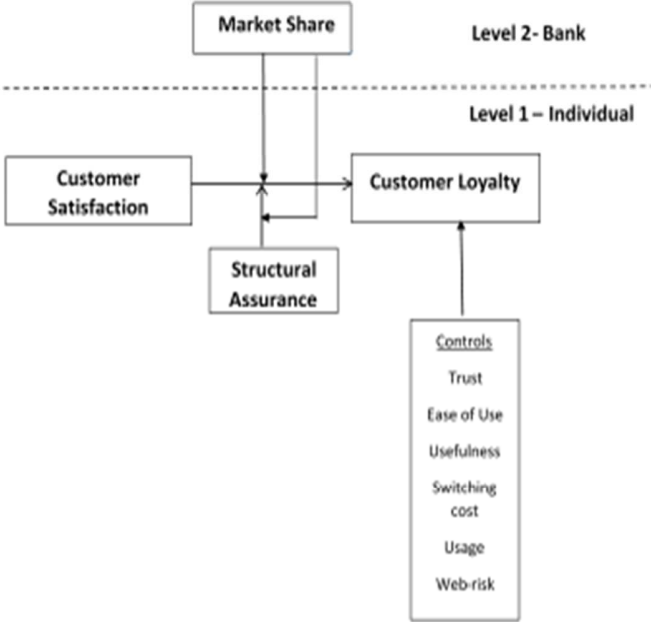 Market Share
Level 2- Bank
Level 1 – Individual
Customer
Satisfaction
Customer Loyalty
Structural
Assurance
Controls
Trust
Ease of Use
Usefulness
Switching
cost
Usage
Web-risk